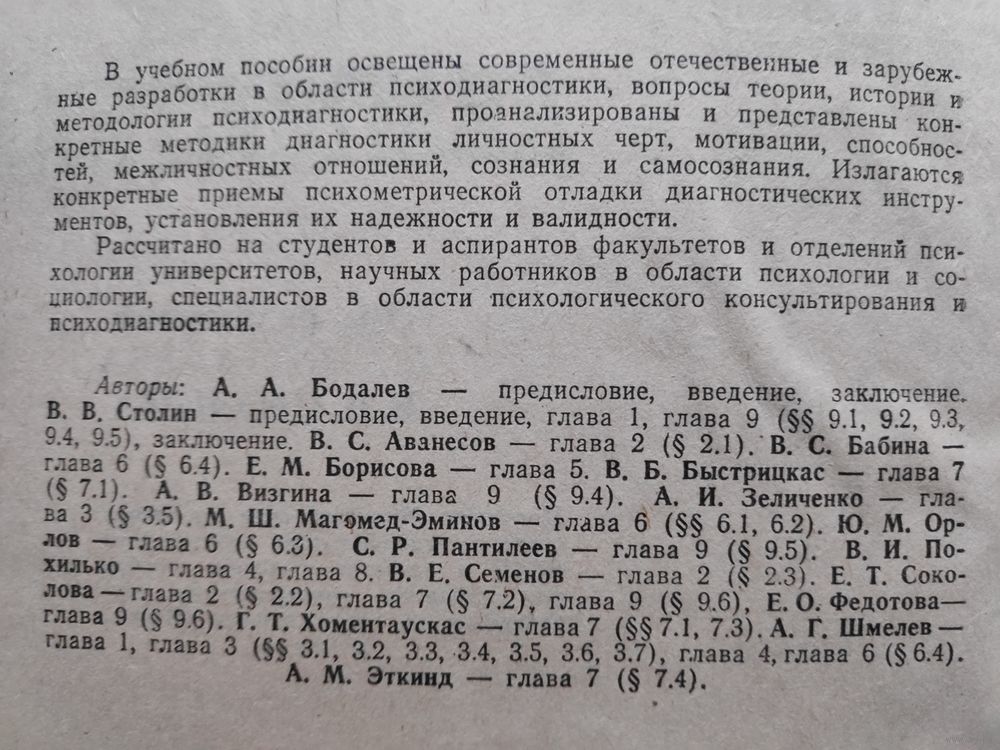 В учебном пособии освещены современные отечественные и зарубеж-
ные разработки в области психодиагностики, вопросы теории, истории и
методологии психодиагностики, проанализированы и представлены кон-
кретные методики диагностики личностных черт, мотивации, способнос-
тей, межличностных отношений, сознания и самосознания. Излагаются
конкретные приемы психометрической отладки диагностических инстру-
ментов, установления их надежности и валидности.
Рассчитано на студентов и аспирантов факультетов и отделений пси-
хологии университетов, научных работников в области психологии и со-
циологии, специалистов в области психологического консультирования и
психодиагностики.
Авторы: А. А. Бодалев — предисловие, введение, заключение.
В. В. Столин — предисловие, введение, глава 1, глава 9 (§§ 9.1, 9.2, 9.3,
9.4, 9.5), заключение. В. С. Аванесов — глава 2 (§ 2.1). В. С. Бабина —
глава 6 (§ 6.4). Е. М. Борисова — глава 5. В. Б. Быстрицкас — глава 7
(§ 7.1). А. В. Визгина — глава 9 (§ 9.4). А. И. Зеличенко — гла-
ва 3 (§ 3.5). М. Ш. Магомед-Эминов — глава 6 (§§ 6.1, 6.2). Ю. М. Ор-
лов — глава 6 (§ 6.3). С. Р. Пантилеев — глава 9 (§ 9.5). В. И. По-
хилько — глава 4, глава 8. В. Е. Семенов — глава 2 (§ 2.3). Е. Т. Соко-
лова — глава 2 (§ 2.2), глава 7 (§ 7.2), глава 9 (§ 9.6), Е. О. Федотова —
глава 9 (§ 9.6). Г. Т. Хоментаускас — глава 7 (§§ 7.1, 7.3). А. Г. Шмелев —
глава 1, глава 3 (§§ 3.1, 3.2, 3.3, 3.4, 3.5, 3.6, 3.7), глава 4, глава 6 (§ 6.4).
А. М. Эткинд — глава 7 (§ 7.4).